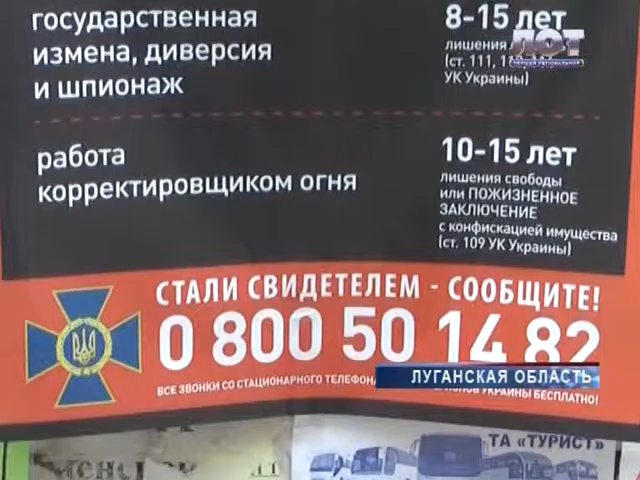 государственная
измена, диверсия
и шпионаж
8-15 лет
лишения
(ст. 111,
УК Украины)
ЛОТ
работа
корректировщиком огня
10-15 лет
лишения свободы
или ПОЖИЗНЕННОЕ
ЗАКЛЮЧЕНИЕ
с конфискацией имущества
(ст. 109 УК Украины)
СТАЛИ СВИДЕТЕЛЕМ - СООБЩИТЕ!
0 800 50 14 82
ВСЕ ЗВОНКИ СО СТАЦИОНАРНОГО ТЕЛЕФОНА УКРАИНЫ БЕСПЛАТНО!
ЛУГАНСКАЯ ОБЛАСТЬ
ТА «ТУРИСТ»